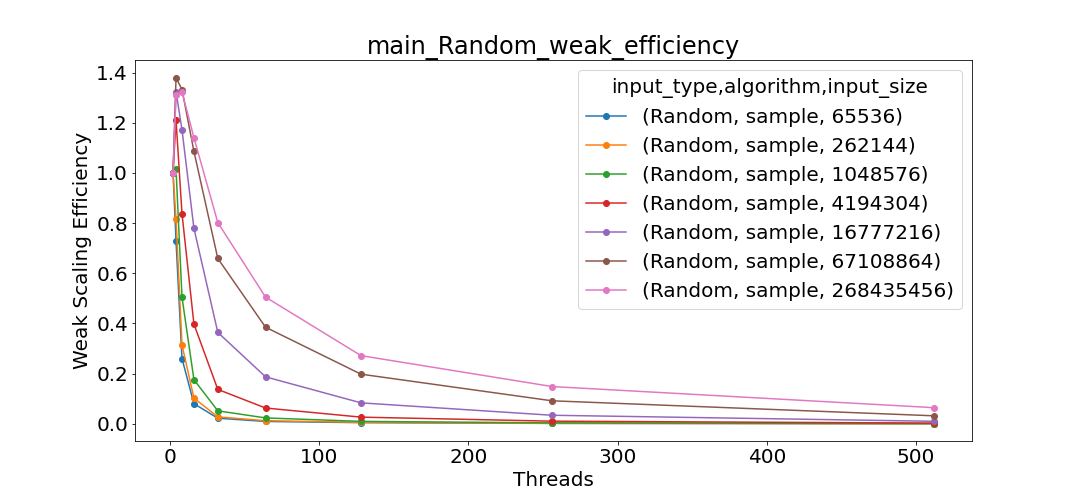 main_Random_weak_efficiency
Weak Scaling Efficiency
1.4
1.2
1.0
0.8
0.6
0.4
0.2
0.0
input_type,algorithm,input_size
(Random, sample, 65536)
(Random, sample, 262144)
(Random, sample, 1048576)
(Random, sample, 4194304)
(Random, sample, 16777216)
(Random, sample, 67108864)
(Random, sample, 268435456)
0 100 200 300 400 500
Threads